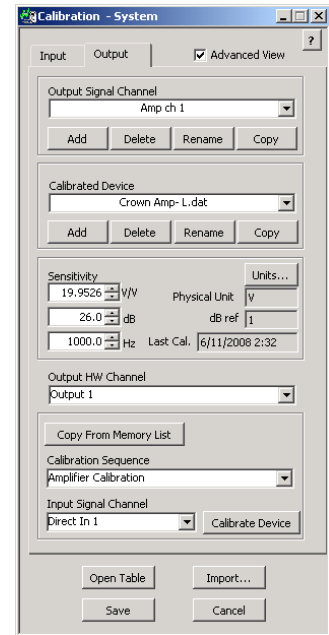 Calibration - System
?
Input Output Advanced View
Output Signal Channel
Amp ch 1
Add Delete Rename Copy
Calibrated Device
Crown Amp- L.dat
Add Delete Rename Copy
Sensitivity Units...
19.9526 V/V Physical Unit V
26.0 dB dB ref 1
1000.0 Hz Last Cal. 6/11/2008 2:32
Output HW Channel
Output 1
Copy From Memory List
Calibration Sequence
Amplifier Calibration
Input Signal Channel
Direct In 1 Calibrate Device
Open Table Import...
Save Cancel